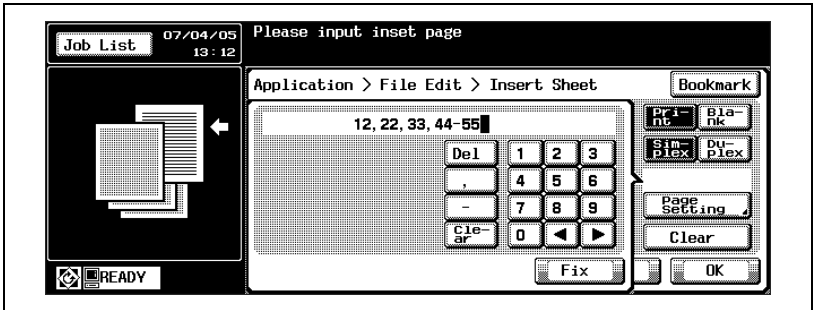 Job List
07/04/05
13:12
Please input inset page
Application > File Edit > Insert Sheet
Bookmark
12, 22, 33, 44-55
Pri-
nt
Bla-
nk
Sim-
plex
Du-
plex
Del
1
2
3
,
4
5
6
-
7
8
9
Cle-
ar
0
Page
Setting
Clear
Fix
OK
READY